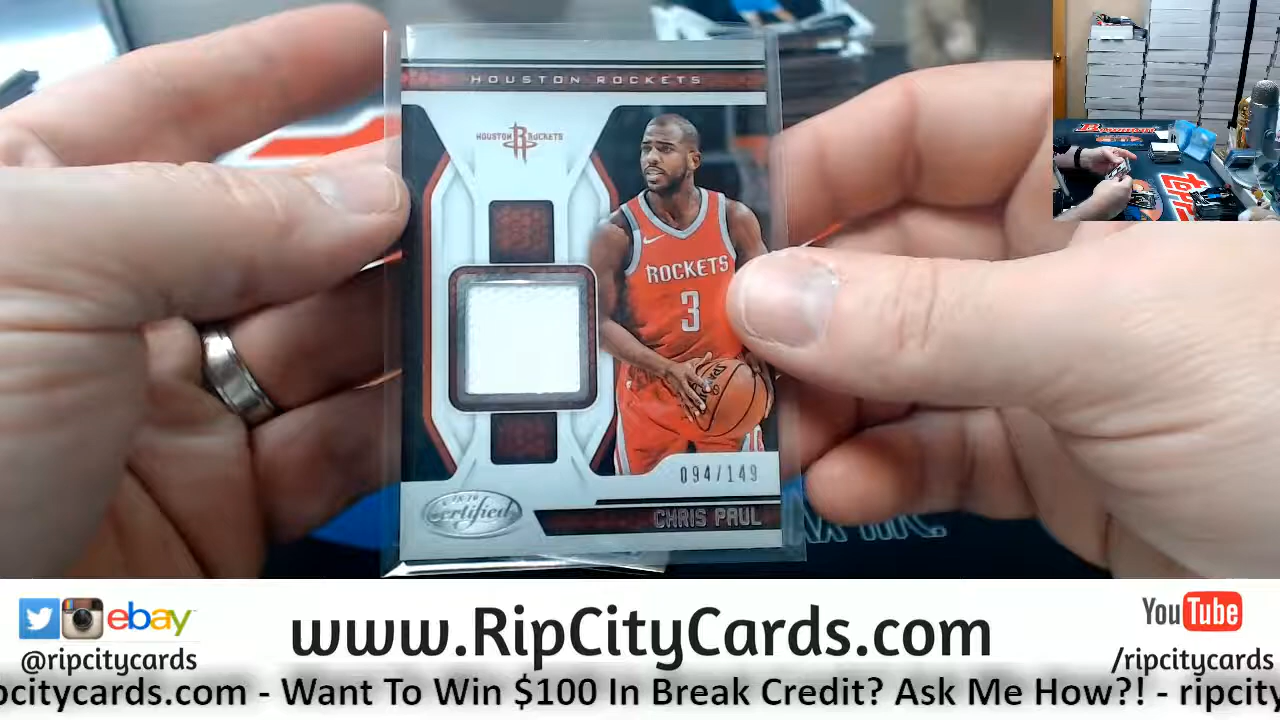 HOUSTON ROCKETS
HOUSTON ROCKETS
ROCKETS
3
094/149
Certified
CHRIS PAUL
ebay
@ripcitycards
www.RipCityCards.com
YouTube
/ripcitycards
pcitycards.com - Want To Win $100 In Break Credit? Ask Me How?! - ripcity